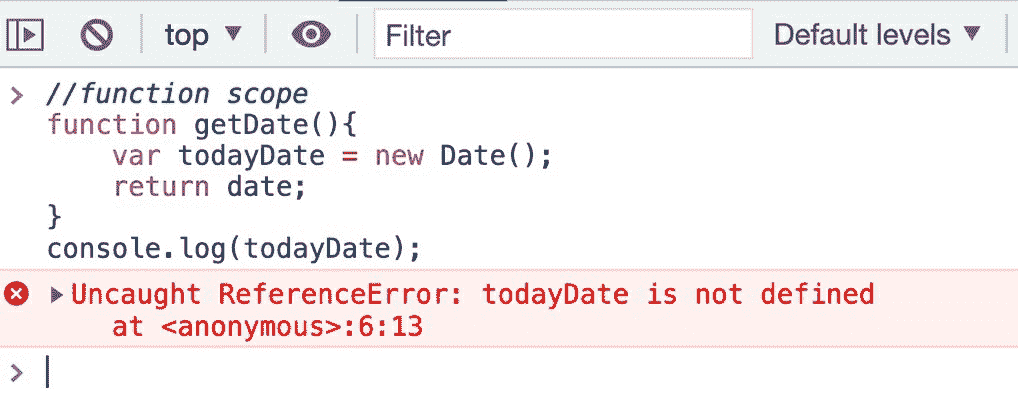 top Filter Default levels
> //function scope
function getDate(){
    var todayDate = new Date();
    return date;
}
console.log(todayDate);
Uncaught ReferenceError: todayDate is not defined
    at <anonymous>:6:13
>